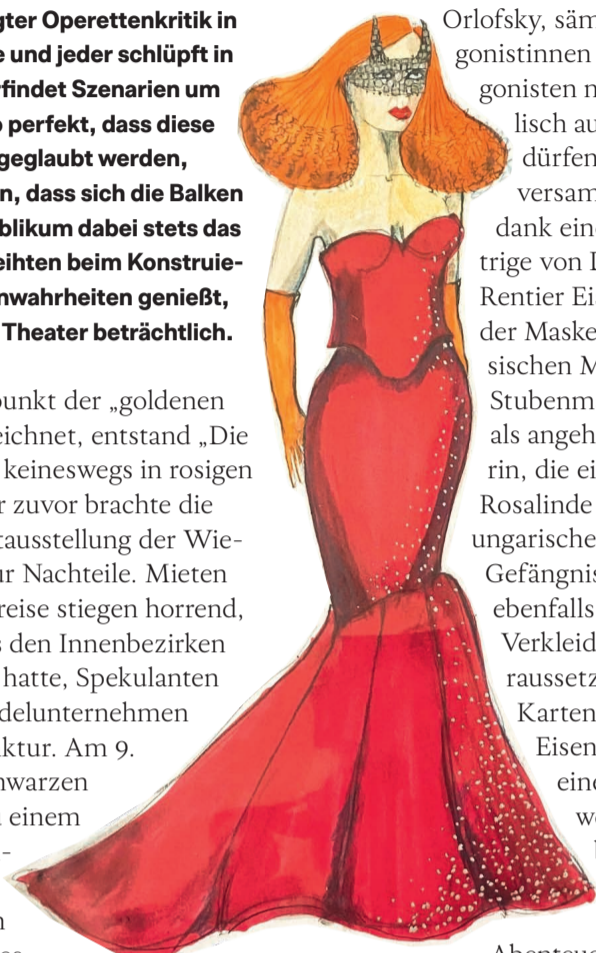 gter Operettenkritik in
e und jeder schlüpft in
rfindet Szenarien um
o perfekt, dass diese
geglaubt werden,
n, dass sich die Balken
blikum dabei stets das
eihten beim Konstruie-
nwahrheiten genießt,
Theater beträchtlich.
punkt der „goldenen
eichnet, entstand „Die
keineswegs in rosigen
r zuvor brachte die
tausstellung der Wie-
ur Nachteile. Mieten
reise stiegen horrend,
s den Innenbezirken
hatte, Spekulanten
delunternehmen
ktur. Am 9.
hwarzen
einem
-
n
Orlofsky, säm
gonistinnen
gonisten n
lisch au
dürfen
versam
dank ein
trige von
Rentier Ei
der Maske
sischen M
Stubenm
als angeh
rin, die ei
Rosalinde
ungarische
Gefängnis
ebenfalls
Verkleid
raussetz
Karten
Eisen
ein
w